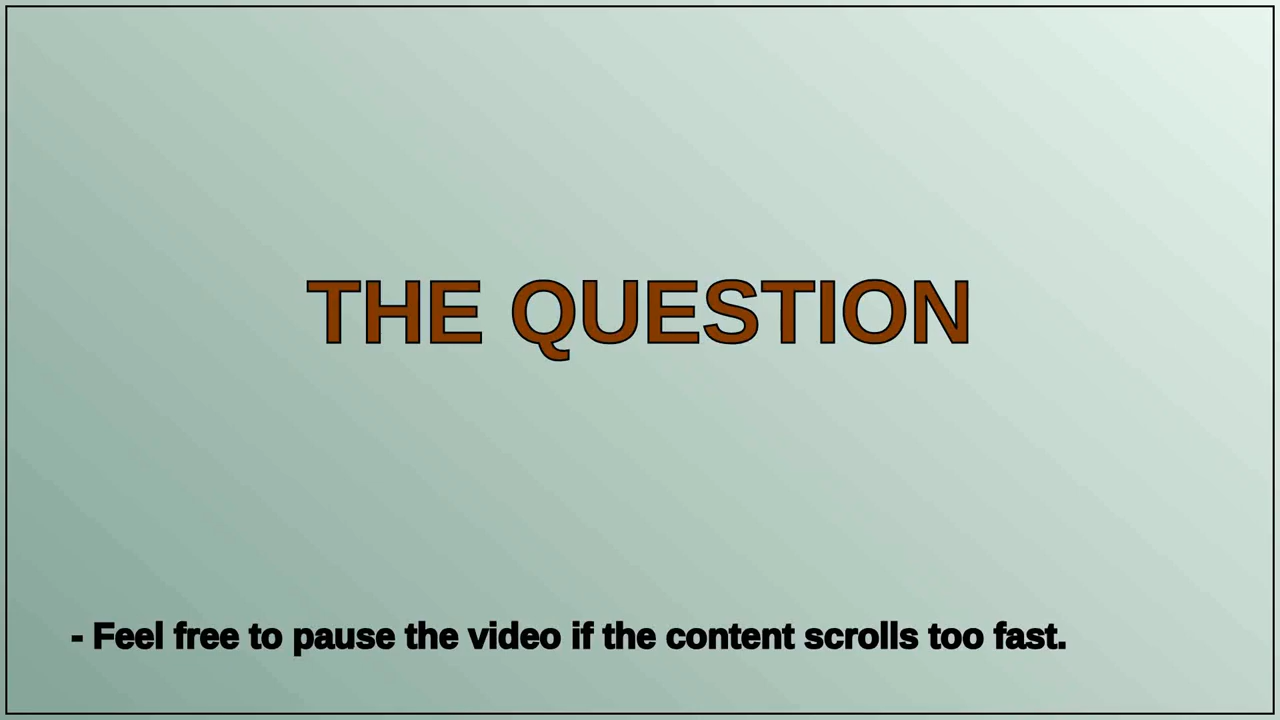 THE QUESTION
- Feel free to pause the video if the content scrolls too fast.